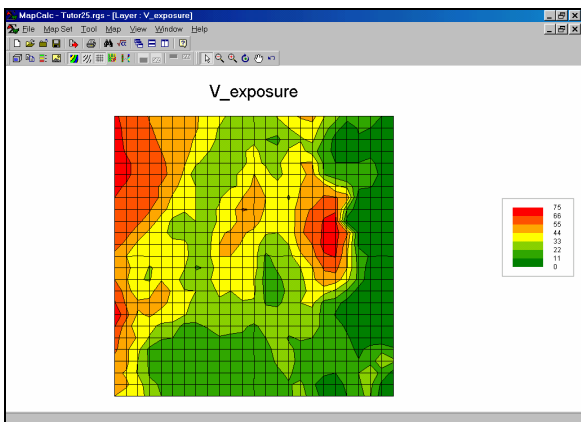 MapCalc - Tutor25.rgs - [Layer : V_exposure]
File Map Set Tool Map View Window Help
V_exposure
75
66
55
44
33
22
11
0